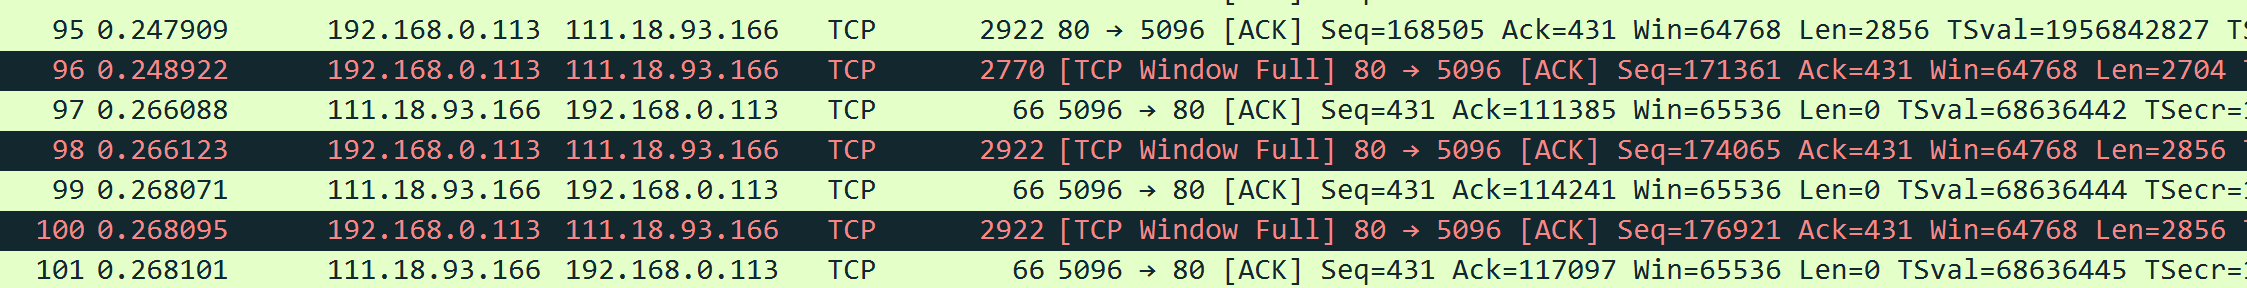 95 0.247909 192.168.0.113 111.18.93.166 TCP 2922 80 → 5096 [ACK] Seq=168505 Ack=431 Win=64768 Len=2856 TSval=1956842827
96 0.248922 192.168.0.113 111.18.93.166 TCP 2770 [TCP Window Full] 80 → 5096 [ACK] Seq=171361 Ack=431 Win=64768 Len=2704
97 0.266088 111.18.93.166 192.168.0.113 TCP 66 5096 → 80 [ACK] Seq=431 Ack=111385 Win=65536 Len=0 TSval=68636442 TSecr=
98 0.266123 192.168.0.113 111.18.93.166 TCP 2922 [TCP Window Full] 80 → 5096 [ACK] Seq=174065 Ack=431 Win=64768 Len=2856
99 0.268071 111.18.93.166 192.168.0.113 TCP 66 5096 → 80 [ACK] Seq=431 Ack=114241 Win=65536 Len=0 TSval=68636444 TSecr=
100 0.268095 192.168.0.113 111.18.93.166 TCP 2922 [TCP Window Full] 80 → 5096 [ACK] Seq=176921 Ack=431 Win=64768 Len=2856
101 0.268101 111.18.93.166 192.168.0.113 TCP 66 5096 → 80 [ACK] Seq=431 Ack=117097 Win=65536 Len=0 TSval=68636445 TSecr=